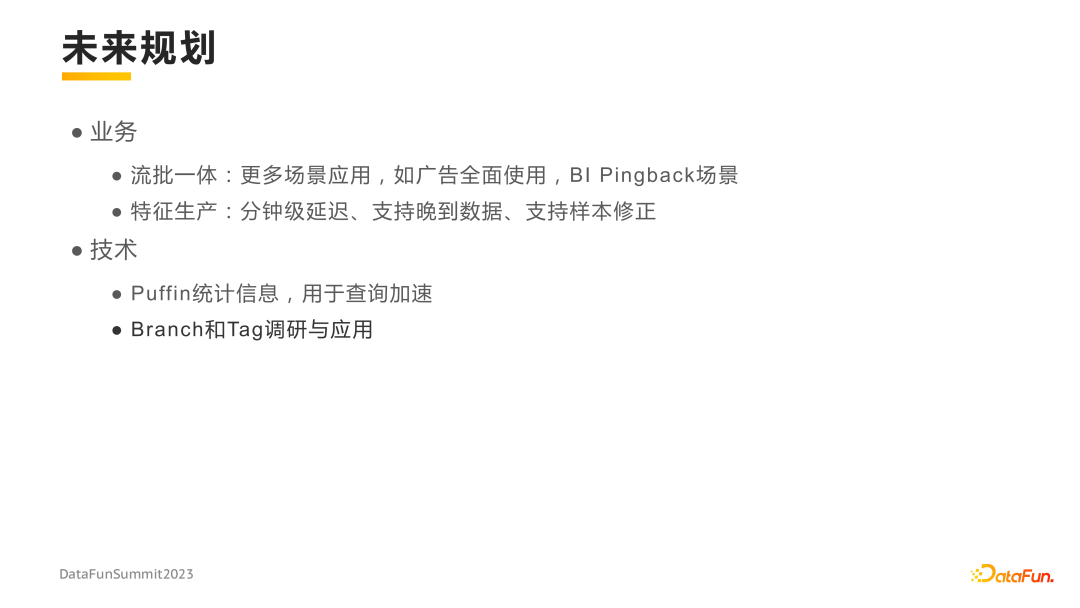 未来规划
● 业务
● 流批一体：更多场景应用，如广告全面使用，BI Pingback场景
● 特征生产：分钟级延迟、支持晚到数据、支持样本修正
● 技术
● Puffin统计信息，用于查询加速
● Branch和Tag调研与应用
DataFunSummit2023
DataFun.